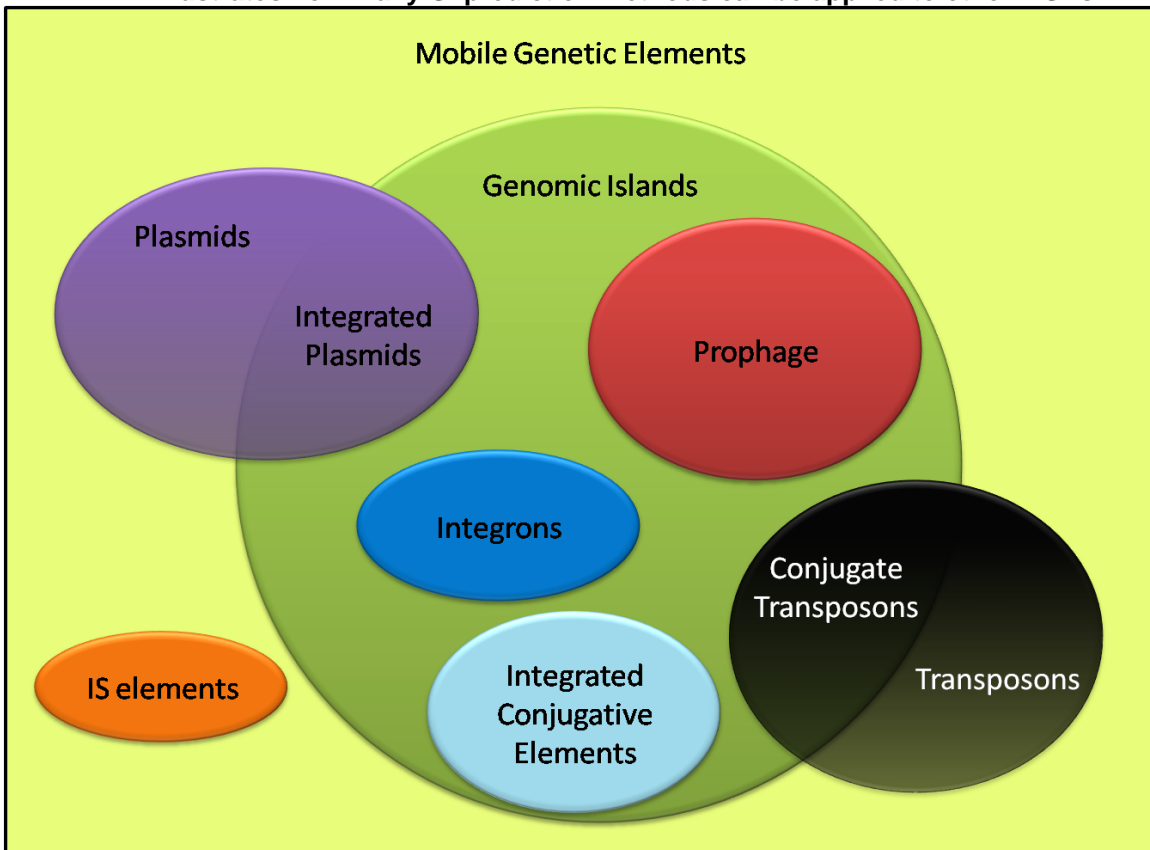 Mobile Genetic Elements
Genomic Islands
Plasmids
Integrated
Plasmids
Prophage
Integrons
Conjugate
Transposons
Transposons
IS elements
Integrated
Conjugative
Elements